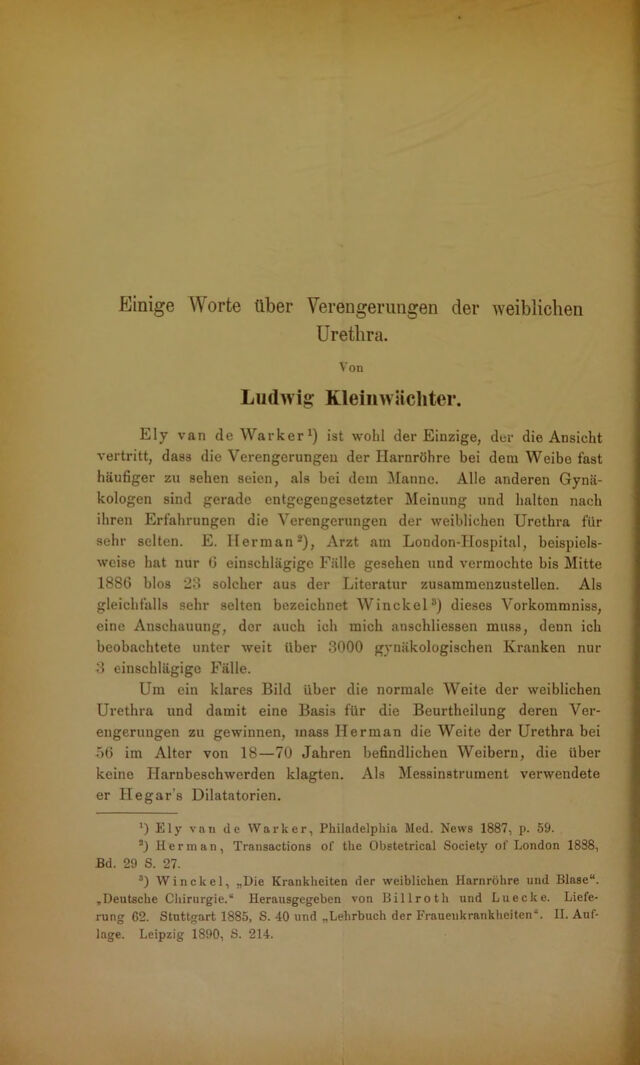 Einige Worte über Verengerungen der weiblichen
Urethra.
Von
Ludwig Kleinwächter.
Ely van de Warker¹) ist wohl der Einzige, der die Ansicht
vertritt, dass die Verengerungen der Harnröhre bei dem Weibe fast
häufiger zu sehen seien, als bei dem Manne. Alle anderen Gynä-
kologen sind gerade entgegengesetzter Meinung und halten nach
ihren Erfahrungen die Verengerungen der weiblichen Urethra für
sehr selten. E. Herman²), Arzt am London-Hospital, beispiels-
weise hat nur 6 einschlägige Fälle gesehen und vermochte bis Mitte
1886 blos 23 solcher aus der Literatur zusammenzustellen. Als
gleichfalls sehr selten bezeichnet Winckel³) dieses Vorkommniss,
eine Anschauung, der auch ich mich anschliessen muss, denn ich
beobachtete unter weit über 3000 gynäkologischen Kranken nur
3 einschlägige Fälle.
Um ein klares Bild über die normale Weite der weiblichen
Urethra und damit eine Basis für die Beurtheilung deren Ver-
engerungen zu gewinnen, mass Herman die Weite der Urethra bei
56 im Alter von 18—70 Jahren befindlichen Weibern, die über
keine Harnbeschwerden klagten. Als Messinstrument verwendete
er Hegar's Dilatatorien.
¹) Ely van de Warker, Philadelphia Med. News 1887, p. 59.
²) Herman, Transactions of the Obstetrical Society of London 1888,
Bd. 29 S. 27.
³) Winckel, „Die Krankheiten der weiblichen Harnröhre und Blase“.
„Deutsche Chirurgie.“ Herausgegeben von Billroth und Luecke. Liefe-
rung 62. Stuttgart 1885, S. 40 und „Lehrbuch der Frauenkrankheiten“. II. Auf-
lage. Leipzig 1890, S. 214.